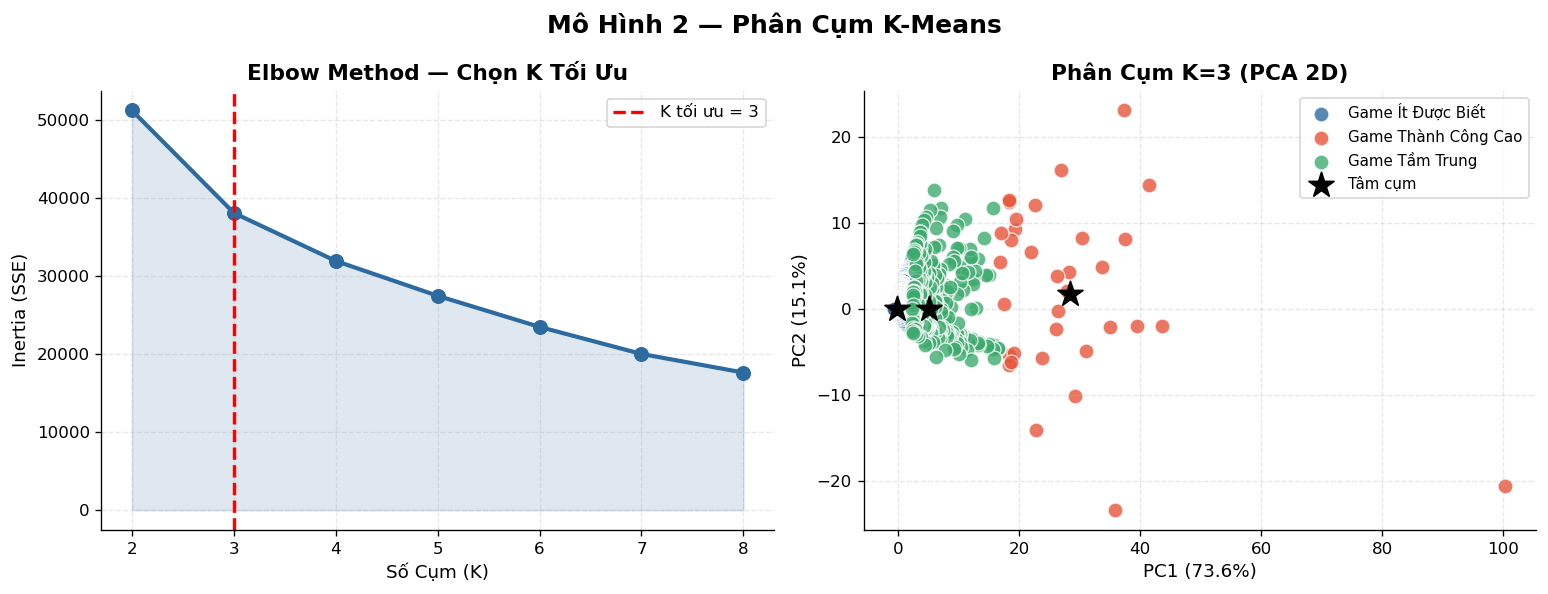 Mô Hình 2 — Phân Cụm K-Means
Elbow Method — Chọn K Tối Ưu
Inertia (SSE)
50000
40000
30000
20000
10000
0
K tối ưu = 3
2 3 4 5 6 7 8
Số Cụm (K)
Phân Cụm K=3 (PCA 2D)
PC2 (15.1%)
20
10
0
−10
−20
Game Ít Được Biết
Game Thành Công Cao
Game Tầm Trung
Tâm cụm
0 20 40 60 80 100
PC1 (73.6%)